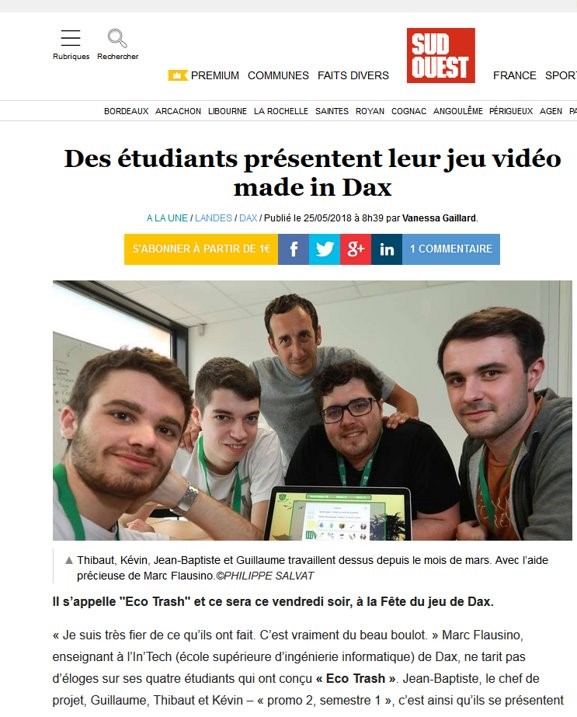 Rubriques
Rechercher
PREMIUM COMMUNES FAITS DIVERS
SUD
OUEST
FRANCE SPOR
BORDEAUX ARCACHON LIBOURNE LA ROCHELLE SAINTES ROYAN COGNAC ANGOULÊME PÉRIGUEUX AGEN PA
Des étudiants présentent leur jeu vidéo
made in Dax
A LA UNE / LANDES / DAX / Publié le 25/05/2018 à 8h39 par Vanessa Gaillard.
S'ABONNER À PARTIR DE 1€
f
g+
in
1 COMMENTAIRE
▲ Thibaut, Kévin, Jean-Baptiste et Guillaume travaillent dessus depuis le mois de mars. Avec l'aide
précieuse de Marc Flausino.©PHILIPPE SALVAT
Il s'appelle "Eco Trash" et ce sera ce vendredi soir, à la Fête du jeu de Dax.
« Je suis très fier de ce qu'ils ont fait. C'est vraiment du beau boulot. » Marc Flausino,
enseignant à l'In'Tech (école supérieure d'ingénierie informatique) de Dax, ne tarit pas
d'éloges sur ses quatre étudiants qui ont conçu « Eco Trash ». Jean-Baptiste, le chef de
projet, Guillaume, Thibaut et Kévin – « promo 2, semestre 1 », c'est ainsi qu'ils se présentent